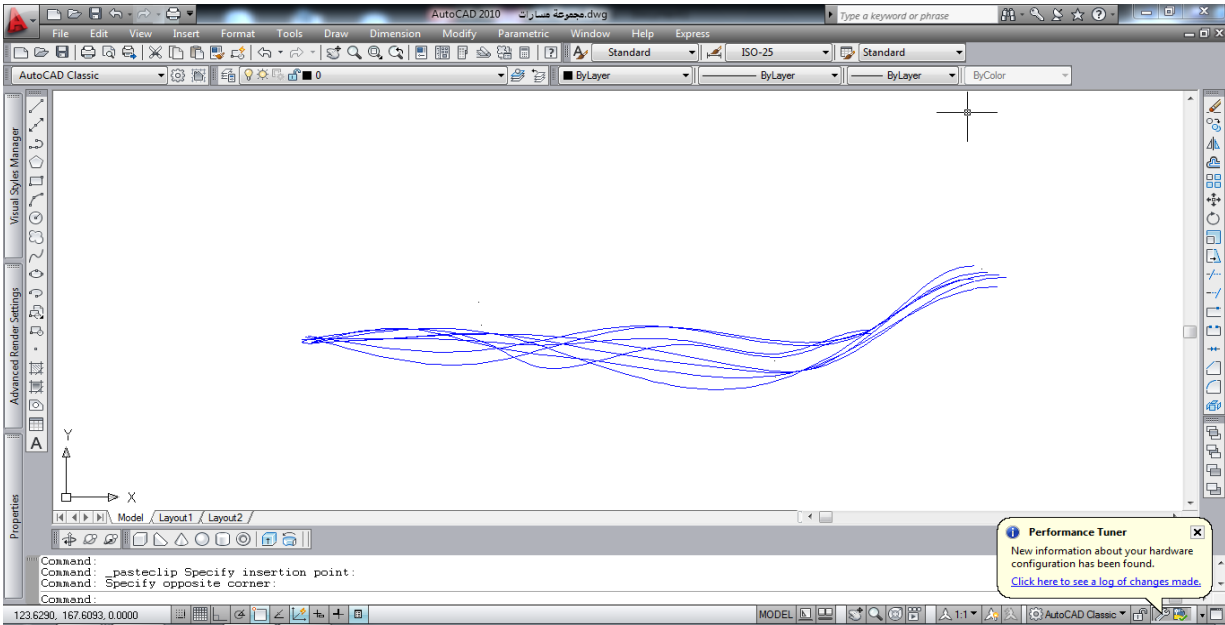 AutoCAD 2010 مجموعة مسارات.dwg
Type a keyword or phrase
File Edit View Insert Format Tools Draw Dimension Modify Parametric Window Help Express
Standard ISO-25 Standard
AutoCAD Classic 0 ByLayer ByLayer ByLayer ByColor
Visual Styles Manager
Advanced Render Settings
Properties
A
Y
X
Model Layout1 Layout2
Command:
Command: _pasteclip Specify insertion point:
Command: Specify opposite corner:
Command:
Performance Tuner
New information about your hardware
configuration has been found.
Click here to see a log of changes made.
123.6290, 167.6093, 0.0000 MODEL 1:1 AutoCAD Classic